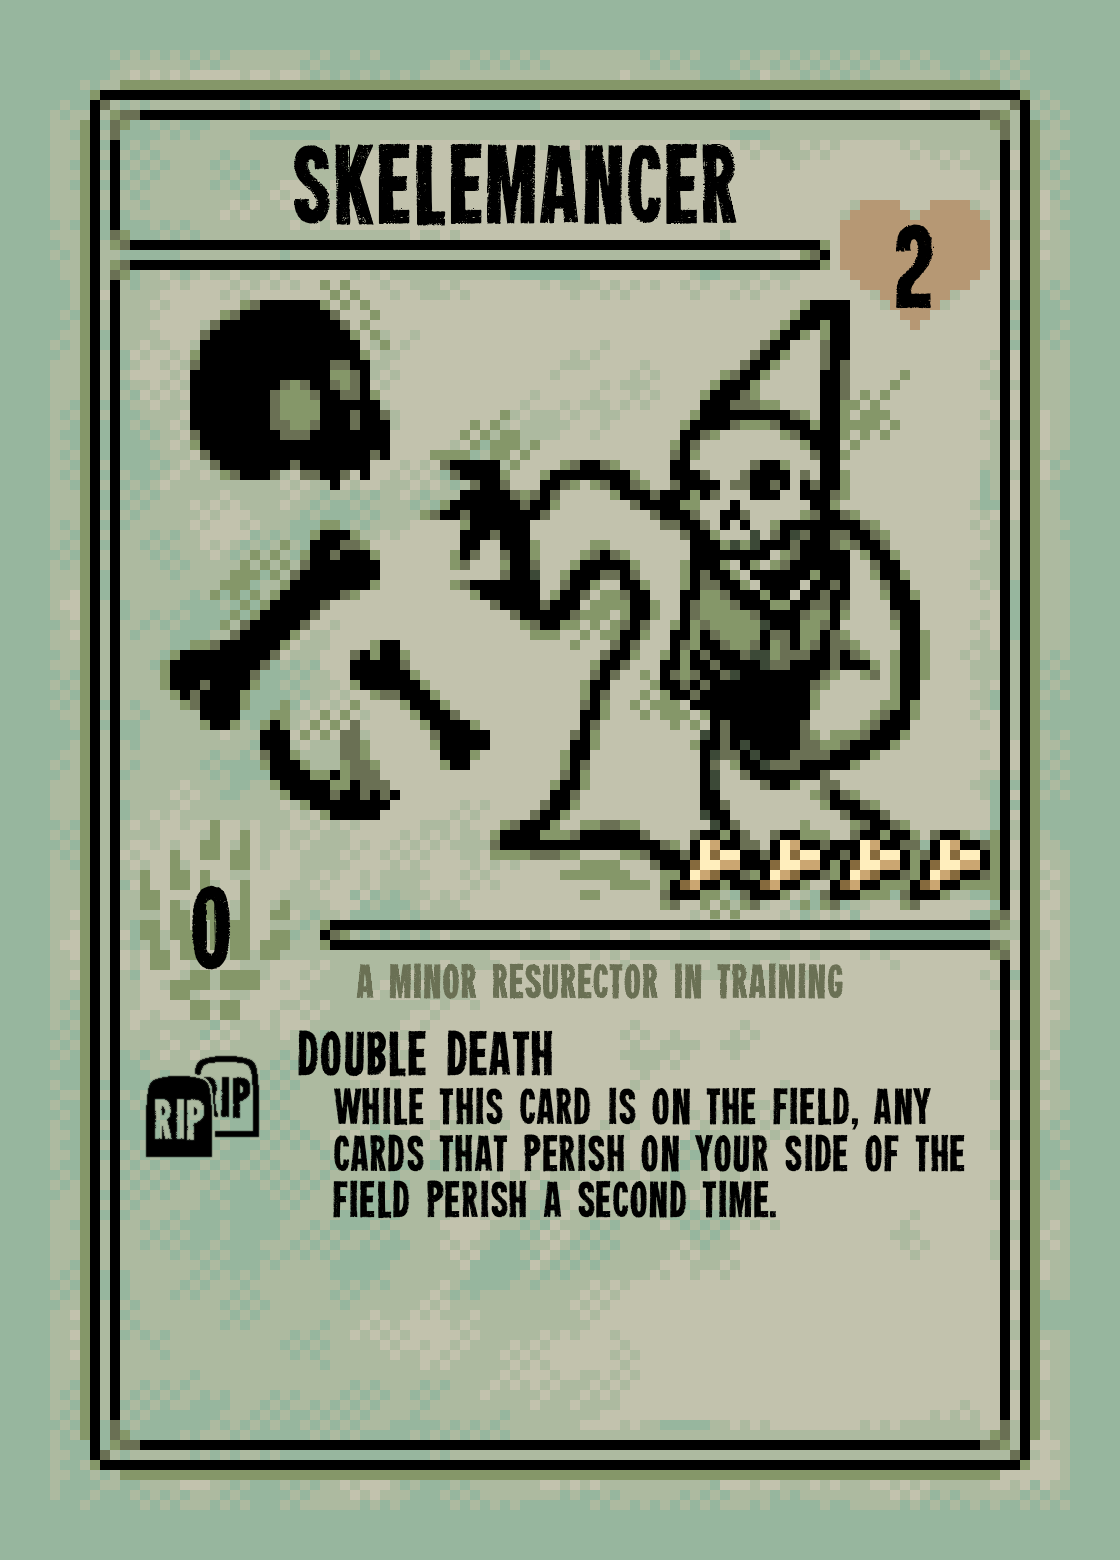 SKELEMANCER
2
0
A MINOR RESURECTOR IN TRAINING
DOUBLE DEATH
RIP
RIP
WHILE THIS CARD IS ON THE FIELD, ANY
CARDS THAT PERISH ON YOUR SIDE OF THE
FIELD PERISH A SECOND TIME.